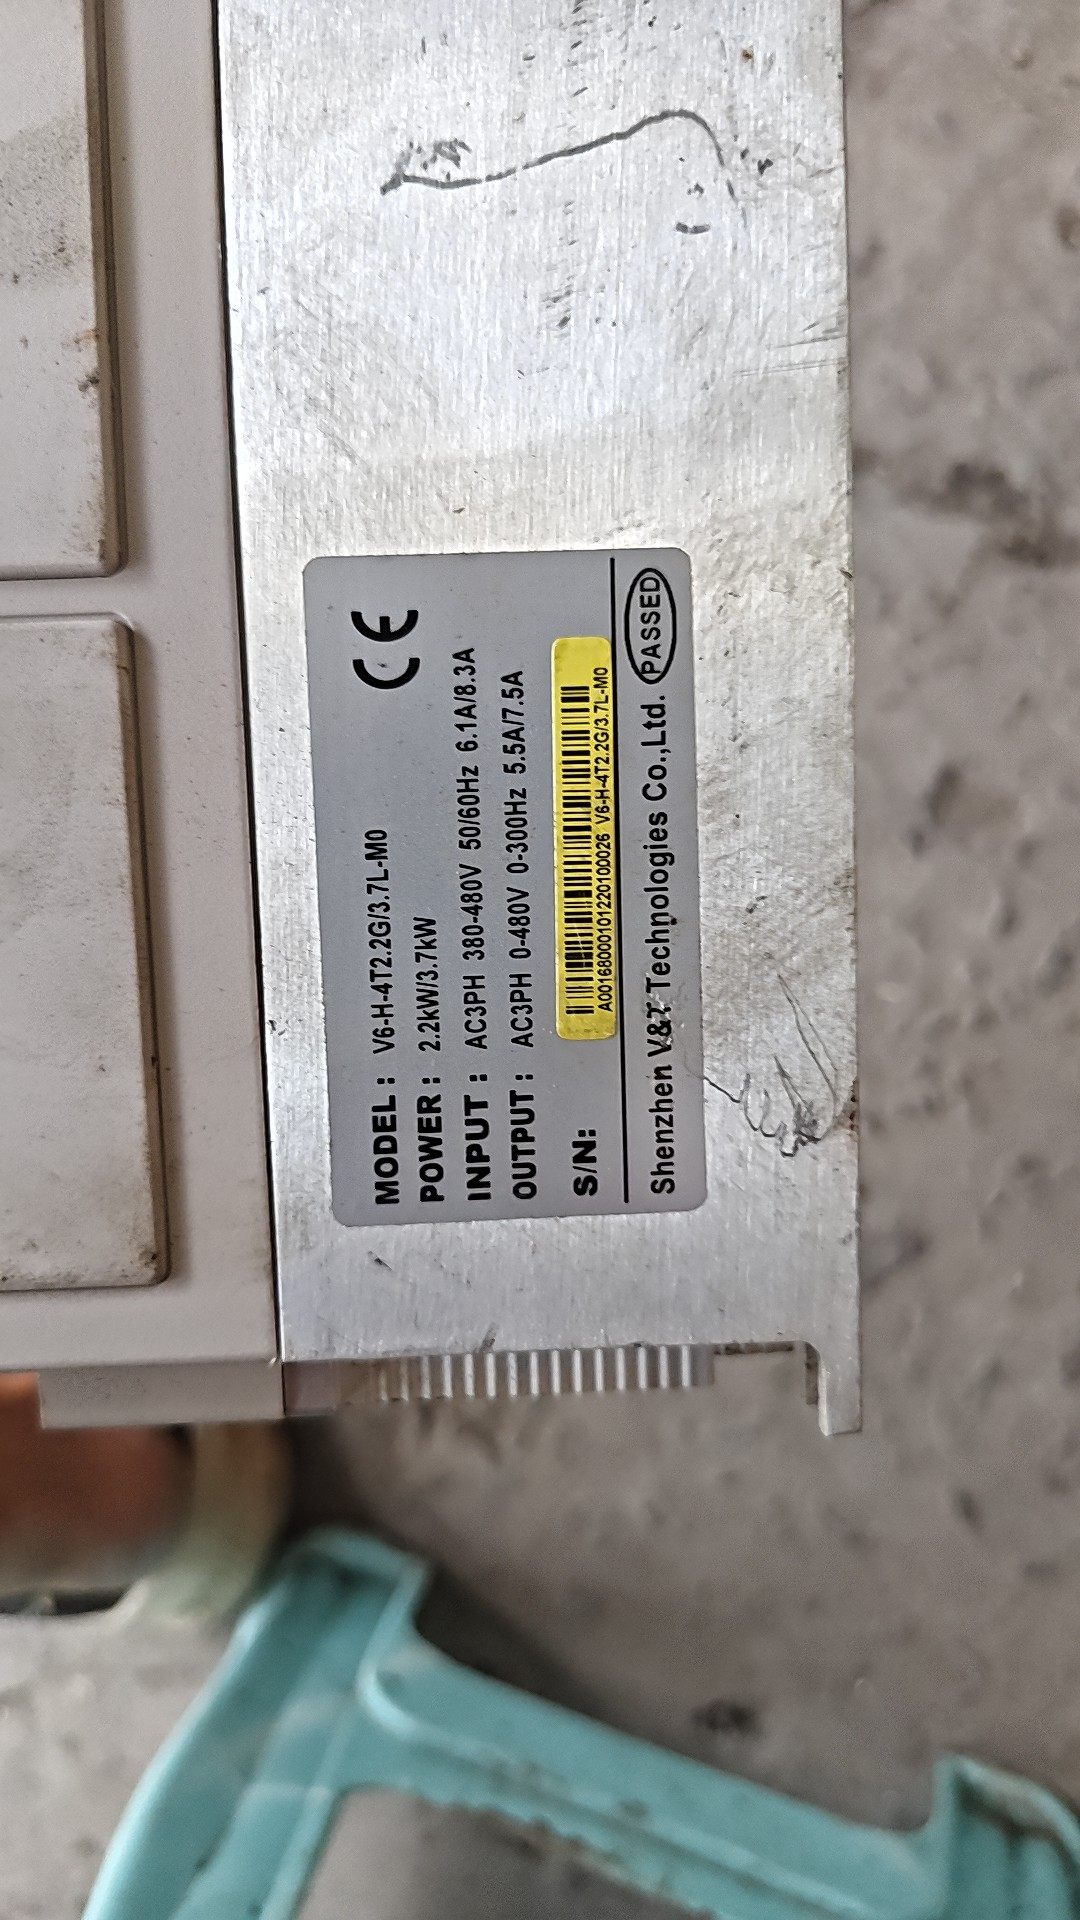 MODEL : V6-H-4T2.2G/3.7L-M0
CE
POWER : 2.2kW/3.7kW
INPUT : AC3PH 380-480V 50/60Hz 6.1A/8.3A
OUTPUT : AC3PH 0-480V 0-300Hz 5.5A/7.5A
S/N:
A0016800010122010026 V6-H-4T2.2G/3.7L-M0
Shenzhen V&T Technologies Co.,Ltd. PASSED